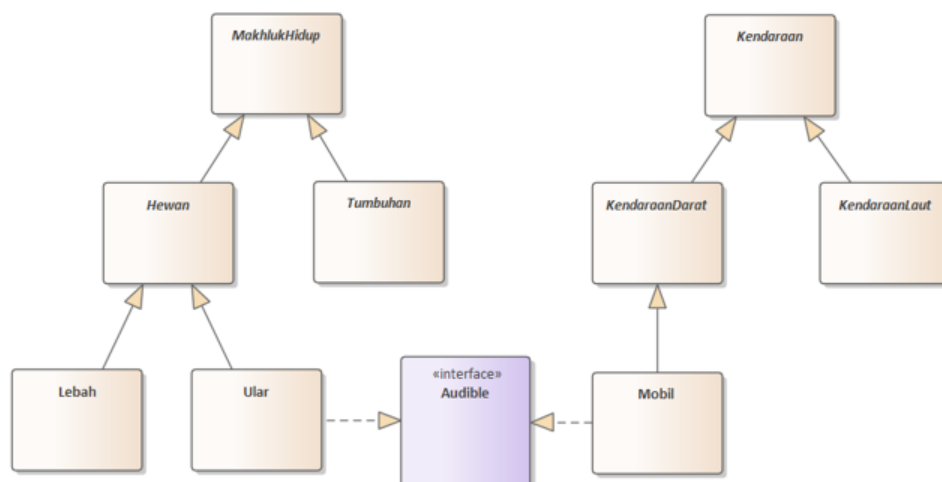 MakhlukHidup
Kendaraan
Hewan
Tumbuhan
KendaraanDarat
KendaraanLaut
Lebah
Ular
«interface»
Audible
Mobil